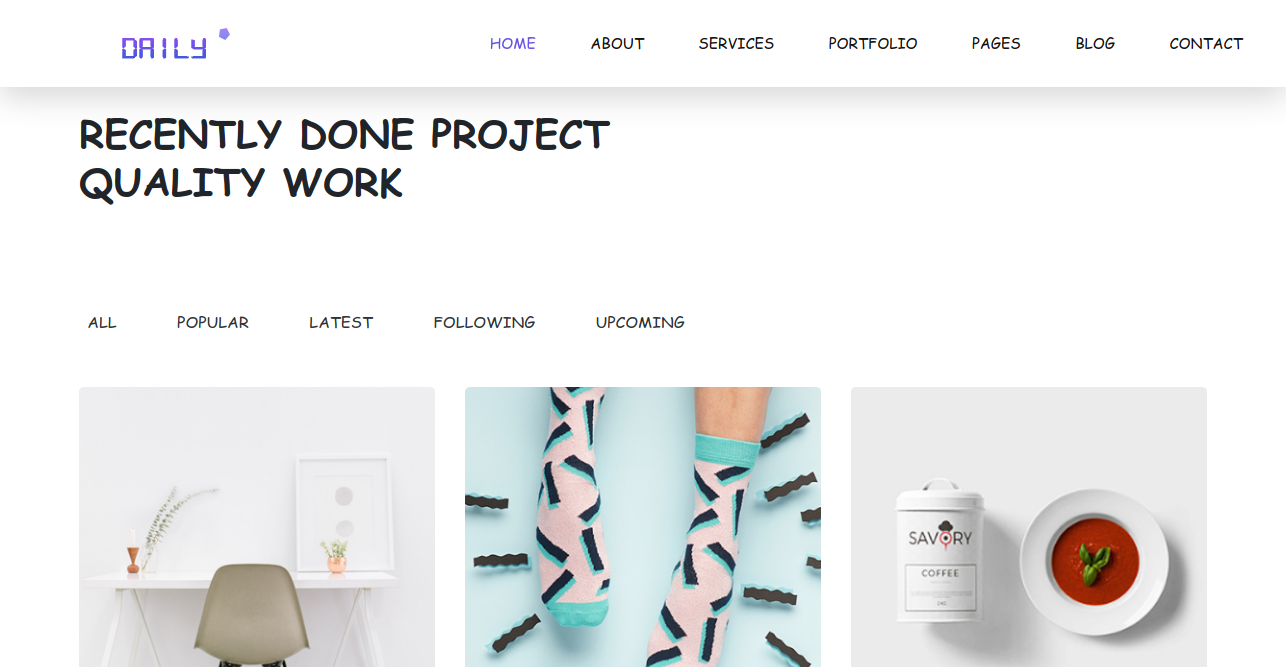 DAILY
HOME ABOUT SERVICES PORTFOLIO PAGES BLOG CONTACT
RECENTLY DONE PROJECT
QUALITY WORK
ALL POPULAR LATEST FOLLOWING UPCOMING
SAVORY
COFFEE